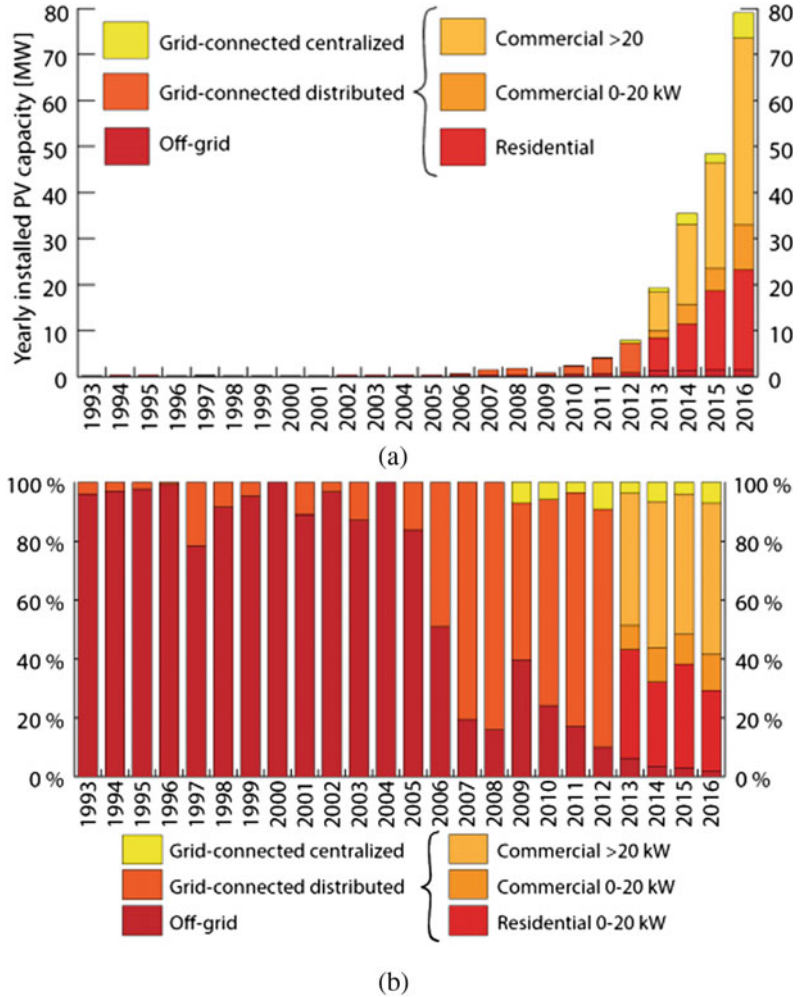 Yearly installed PV capacity [MW]
80
70
60
50
40
30
20
10
0
Grid-connected centralized
Grid-connected distributed
Off-grid
Commercial >20
Commercial 0-20 kW
Residential
80
70
60
50
40
30
20
10
0
1993 1994 1995 1996 1997 1998 1999 2000 2001 2002 2003 2004 2005 2006 2007 2008 2009 2010 2011 2012 2013 2014 2015 2016
(a)
100 %
80 %
60 %
40 %
20 %
0 %
100 %
80 %
60 %
40 %
20 %
0 %
1993 1994 1995 1996 1997 1998 1999 2000 2001 2002 2003 2004 2005 2006 2007 2008 2009 2010 2011 2012 2013 2014 2015 2016
Grid-connected centralized
Grid-connected distributed
Off-grid
Commercial >20 kW
Commercial 0-20 kW
Residential 0-20 kW
(b)